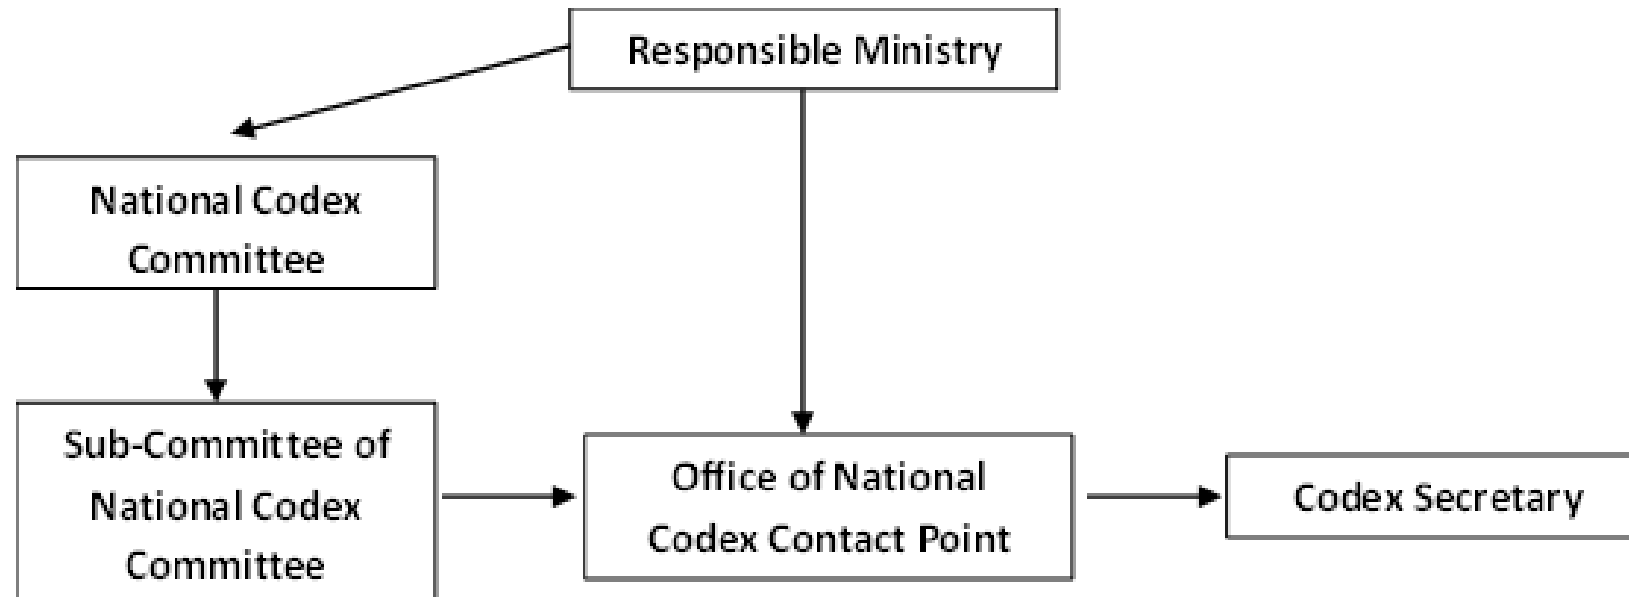 Responsible Ministry
National Codex
Committee
Sub-Committee of
National Codex
Committee
Office of National
Codex Contact Point
Codex Secretary